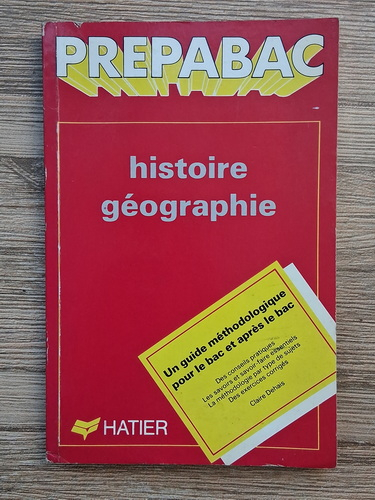 PREPABAC
histoire
géographie
Un guide méthodologique
pour le bac et après le bac
Des conseils pratiques
Les savoirs et savoir faire essentiels
La méthodologie par type de sujets
Des exercices corrigés
Claire Dehais
HATIER